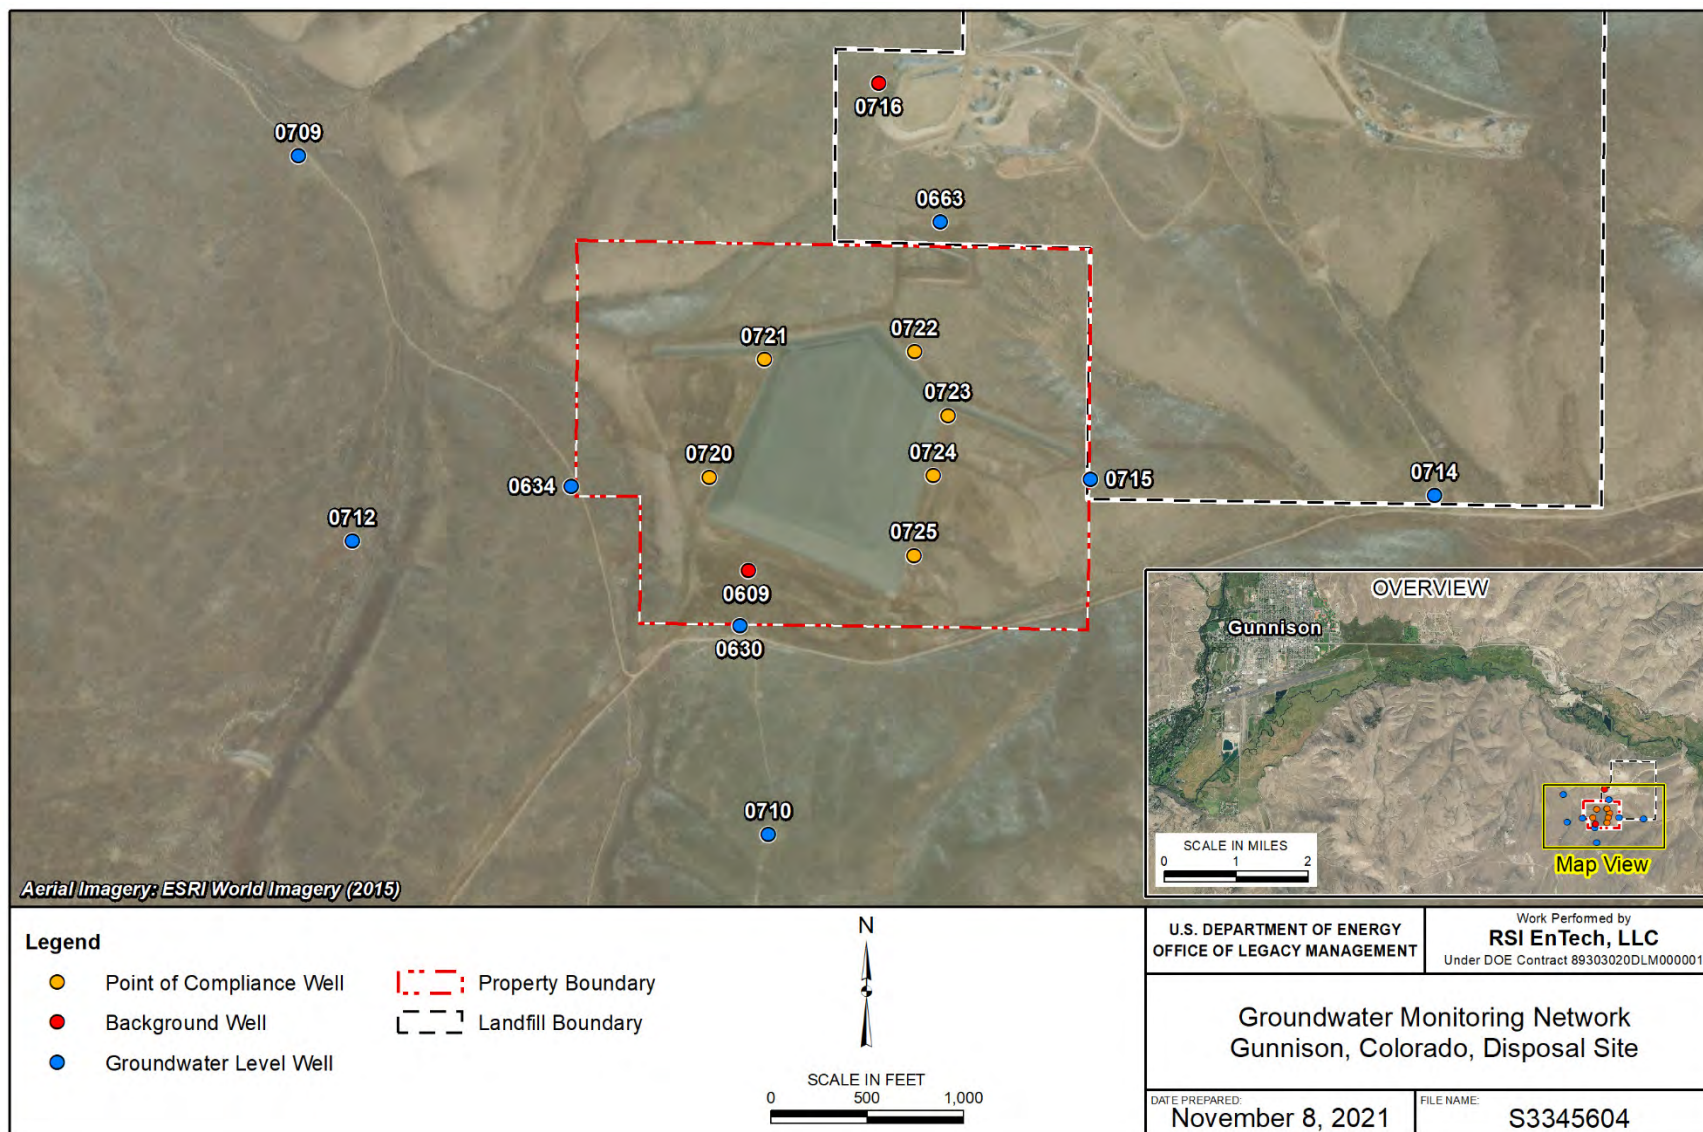 0716
0709
0663
0721
0722
0723
0720
0724
0634
0715
0714
0712
0725
0609
0630
0710
OVERVIEW
Gunnison
SCALE IN MILES
0 1 2
Map View
Aerial Imagery: ESRI World Imagery (2015)
Legend
Point of Compliance Well
Background Well
Groundwater Level Well
Property Boundary
Landfill Boundary
N
SCALE IN FEET
0 500 1,000
U.S. DEPARTMENT OF ENERGY
OFFICE OF LEGACY MANAGEMENT
Work Performed by
RSI EnTech, LLC
Under DOE Contract 89303020DLM000001
Groundwater Monitoring Network
Gunnison, Colorado, Disposal Site
DATE PREPARED:
November 8, 2021
FILE NAME:
S3345604